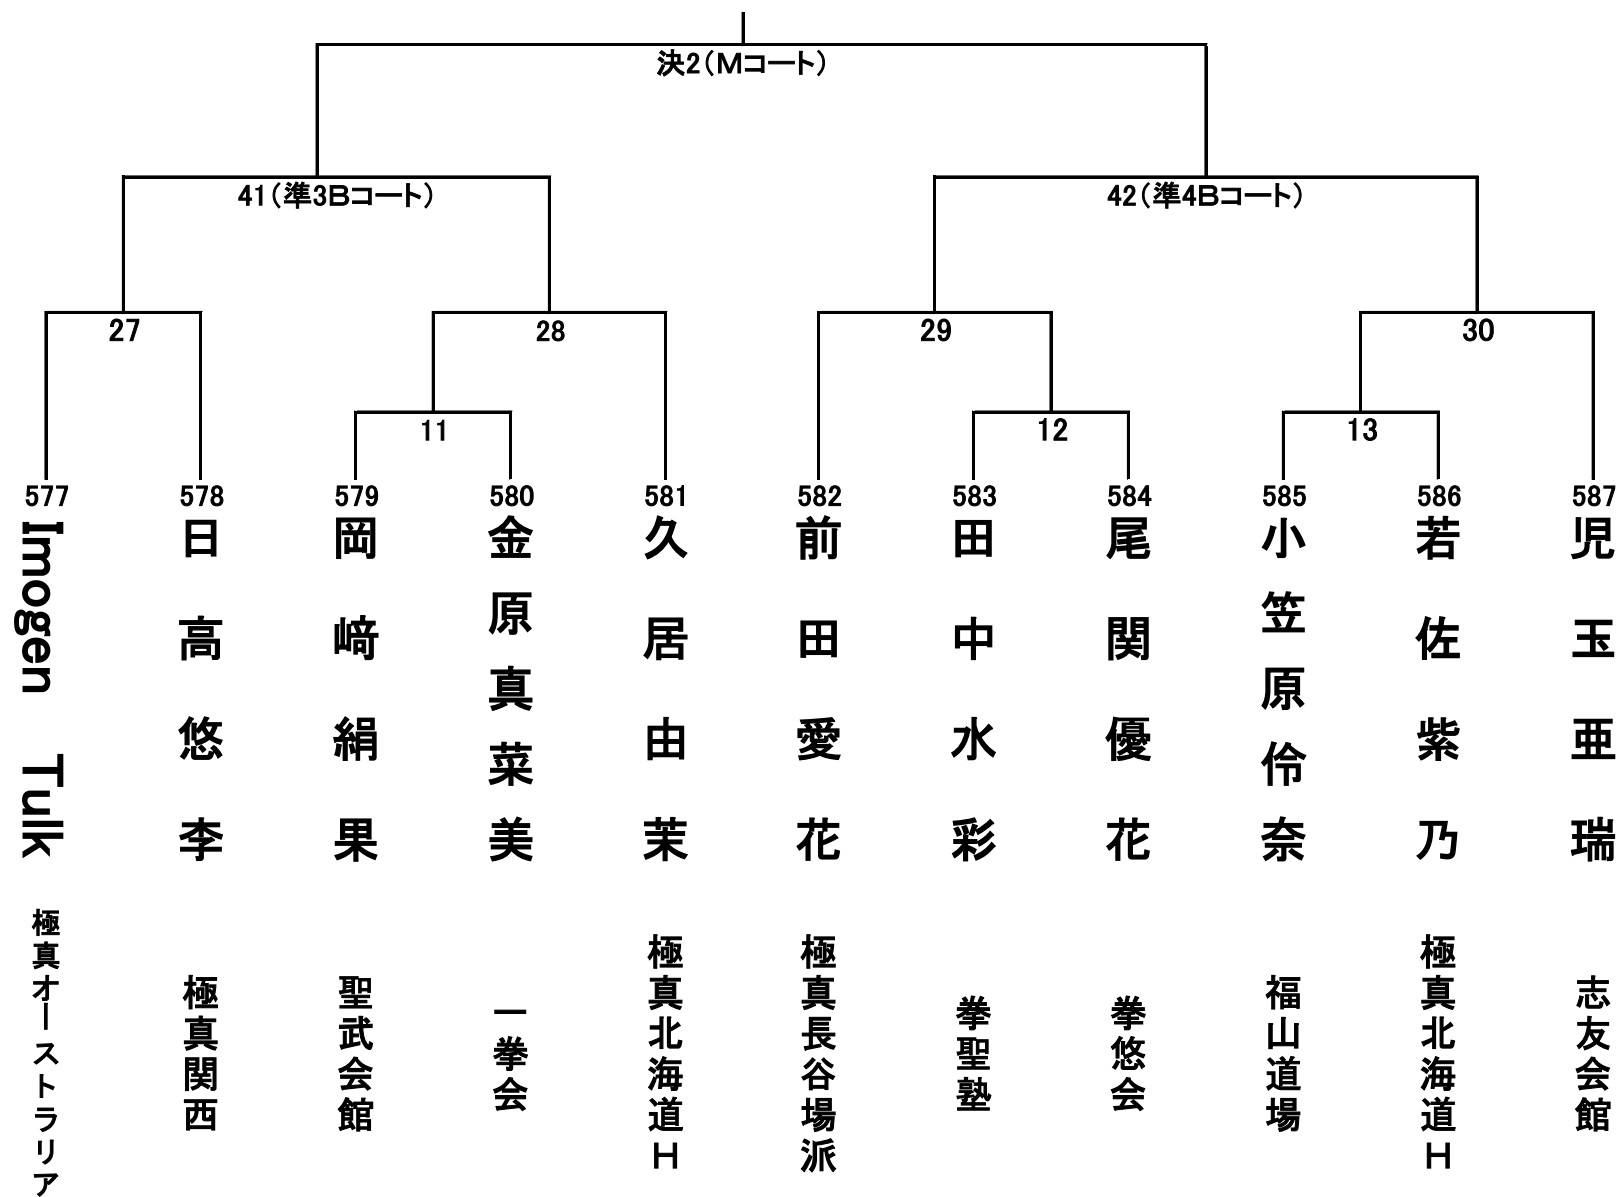 決2(Mコート)
41(準3Bコート)
42(準4Bコート)
27
28
29
30
11
12
13
577
Imogen Tulk
極真オーストラリア
578
日高悠李
極真関西
579
岡﨑絹果
聖武会館
580
金原真菜美
一拳会
581
久居由茉
極真北海道H
582
前田愛花
極真長谷場派
583
田中水彩
拳聖塾
584
尾関優花
拳悠会
585
小笠原伶奈
福山道場
586
若佐紫乃
極真北海道H
587
児玉亜瑞
志友会館